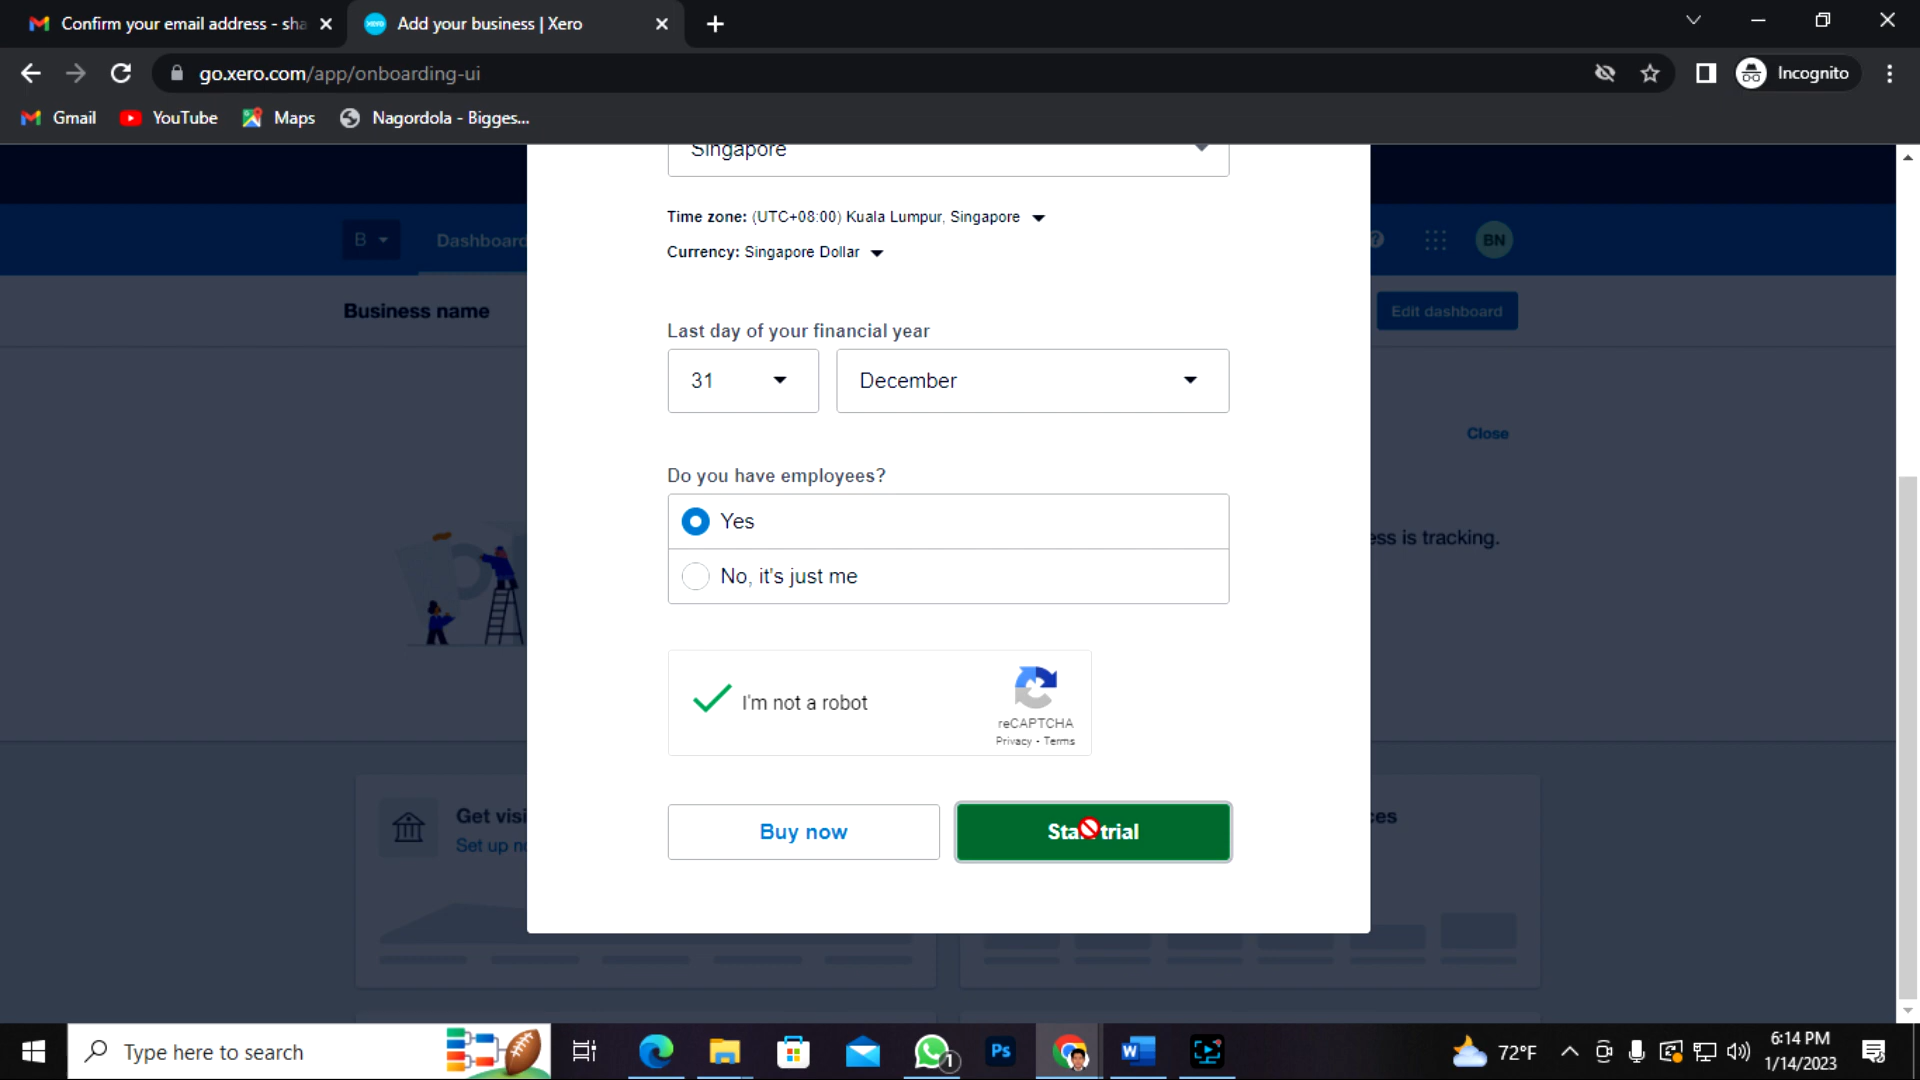 Confirm your email address - sha
Add your business | Xero
go.xero.com/app/onboarding-ui
Incognito
Gmail
YouTube
Maps
Nagordola - Bigges...
Singapore
Time zone: (UTC+08:00) Kuala Lumpur, Singapore
Currency: Singapore Dollar
B
Dashboard
BN
Business name
Edit dashboard
Last day of your financial year
31
December
Close
Do you have employees?
Yes
No, it's just me
ess is tracking.
I'm not a robot
reCAPTCHA
Privacy - Terms
Get visi
Set up no
ces
Buy now
Start trial
Type here to search
Ps
1
W
72°F
6:14 PM
1/14/2023